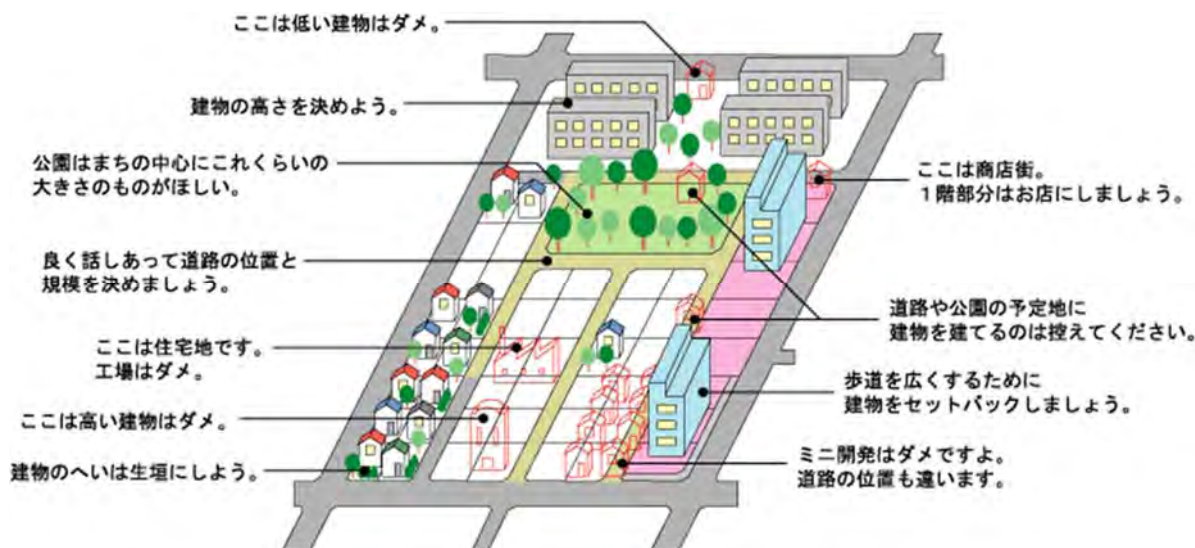 ここは低い建物はダメ。
建物の高さを決めよう。
公園はまちの中心にこれくらいの
大きさのものがほしい。
良く話しあって道路の位置と
規模を決めましょう。
ここは住宅地です。
工場はダメ。
ここは高い建物はダメ。
建物のへいは生垣にしよう。
ここは商店街。
1階部分はお店にしましょう。
道路や公園の予定地に
建物を建てるのは控えてください。
歩道を広くするために
建物をセットバックしましょう。
ミニ開発はダメですよ。
道路の位置も違います。